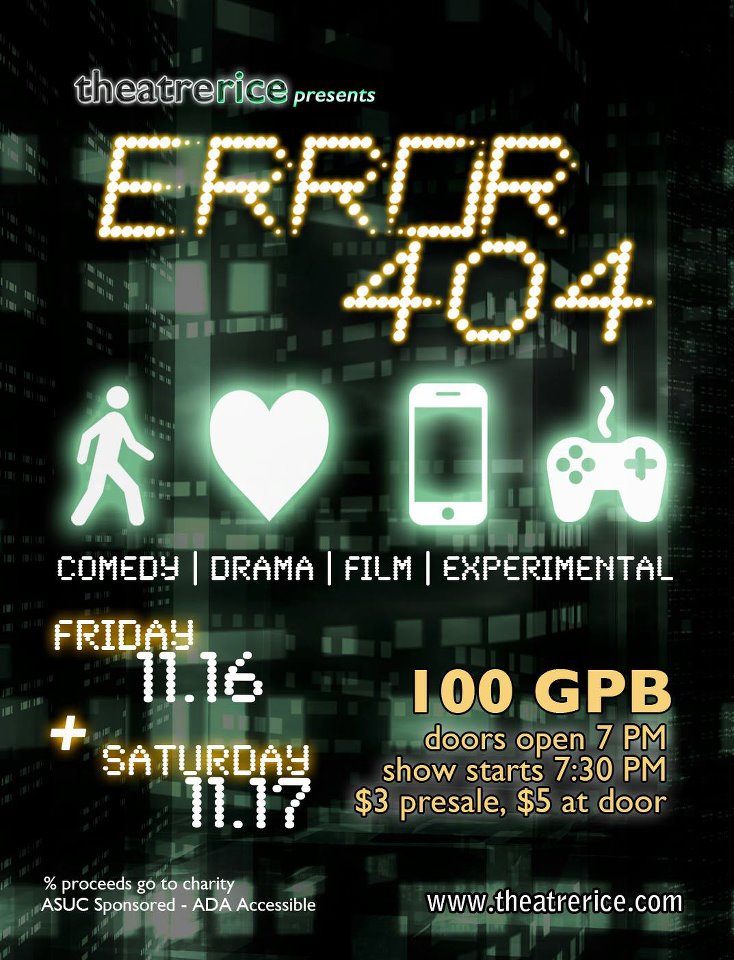 theatrerice presents
ERROR
404
COMEDY | DRAMA | FILM | EXPERIMENTAL
FRIDAY
11.16
+
SATURDAY
11.17
100 GPB
doors open 7 PM
show starts 7:30 PM
$3 presale, $5 at door
% proceeds go to charity
ASUC Sponsored - ADA Accessible
www.theatrerice.com